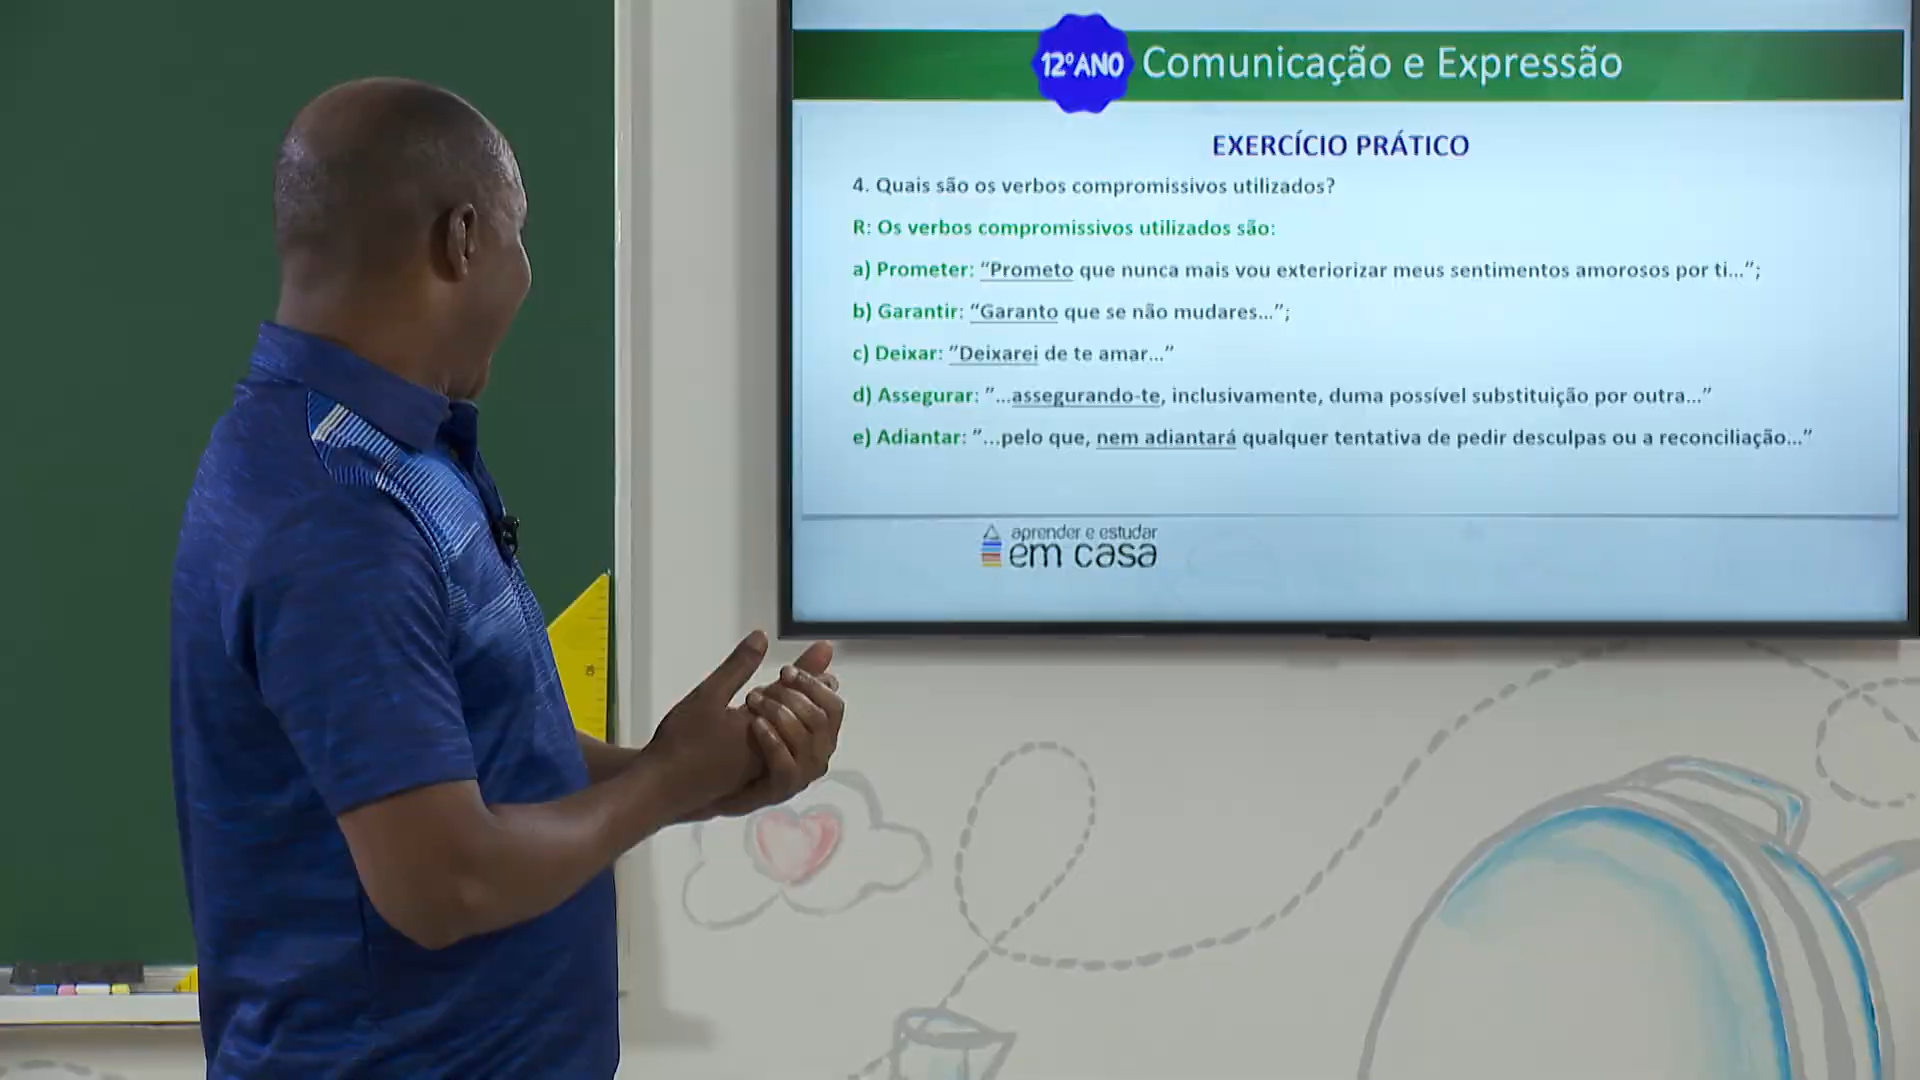 12ºANO Comunicação e Expressão
EXERCÍCIO PRÁTICO
4. Quais são os verbos compromissivos utilizados?
R: Os verbos compromissivos utilizados são:
a) Prometer: “Prometo que nunca mais vou exteriorizar meus sentimentos amorosos por ti...”;
b) Garantir: “Garanto que se não mudares...”;
c) Deixar: “Deixarei de te amar...”
d) Assegurar: ”...assegurando-te, inclusivamente, duma possível substituição por outra...”
e) Adiantar: “...pelo que, nem adiantará qualquer tentativa de pedir desculpas ou a reconciliação...”
aprender e estudar
em casa